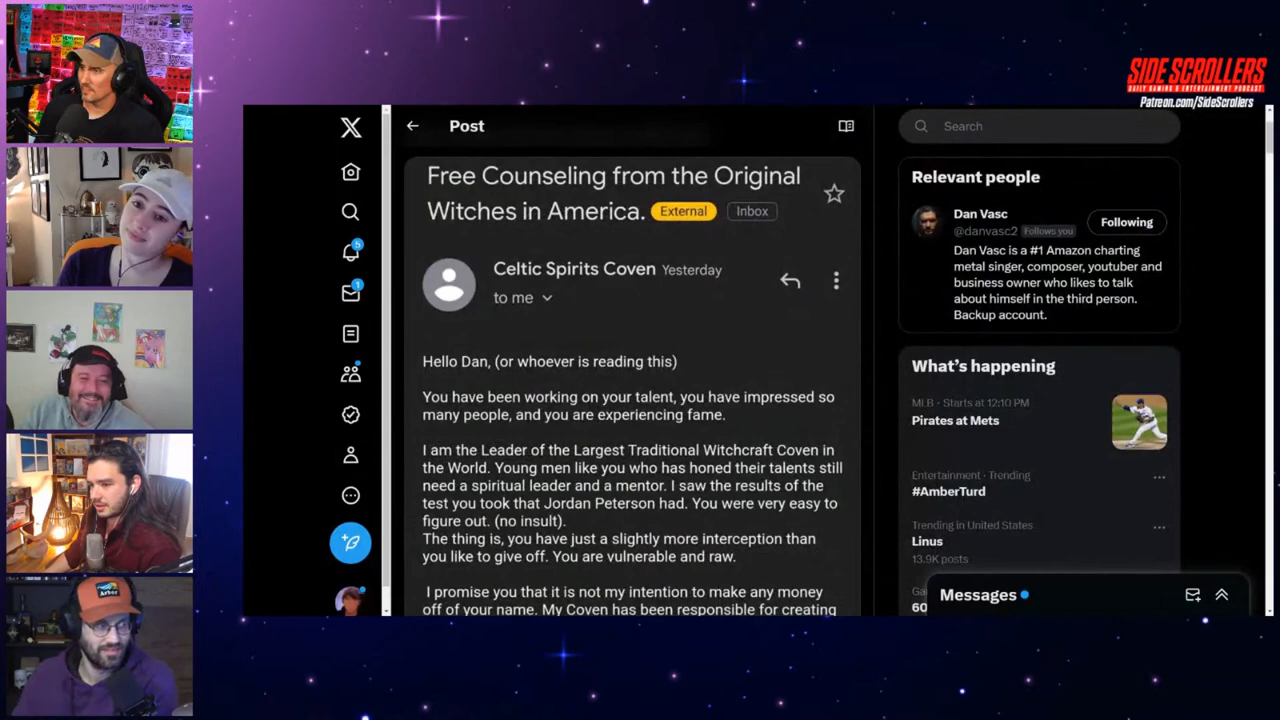 SIDE SCROLLERS
DAILY GAMING & ENTERTAINMENT PODCAST
Patreon.com/SideScrollers
Post
Search
Free Counseling from the Original
Witches in America. External Inbox
Celtic Spirits Coven Yesterday
to me
Hello Dan, (or whoever is reading this)
You have been working on your talent, you have impressed so
many people, and you are experiencing fame.
I am the Leader of the Largest Traditional Witchcraft Coven in
the World. Young men like you who has honed their talents still
need a spiritual leader and a mentor. I saw the results of the
test you took that Jordan Peterson had. You were very easy to
figure out. (no insult).
The thing is, you have just a slightly more interception than
you like to give off. You are vulnerable and raw.
I promise you that it is not my intention to make any money
off of your name. My Coven has been responsible for creating
5
1
Relevant people
Dan Vasc
@danvasc2 Follows you
Following
Dan Vasc is a #1 Amazon charting
metal singer, composer, youtuber and
business owner who likes to talk
about himself in the third person.
Backup account.
What's happening
MLB · Starts at 12:10 PM
Pirates at Mets
Entertainment · Trending
#AmberTurd
Trending in United States
Linus
13.9K posts
Ga
60
Messages
Arbor